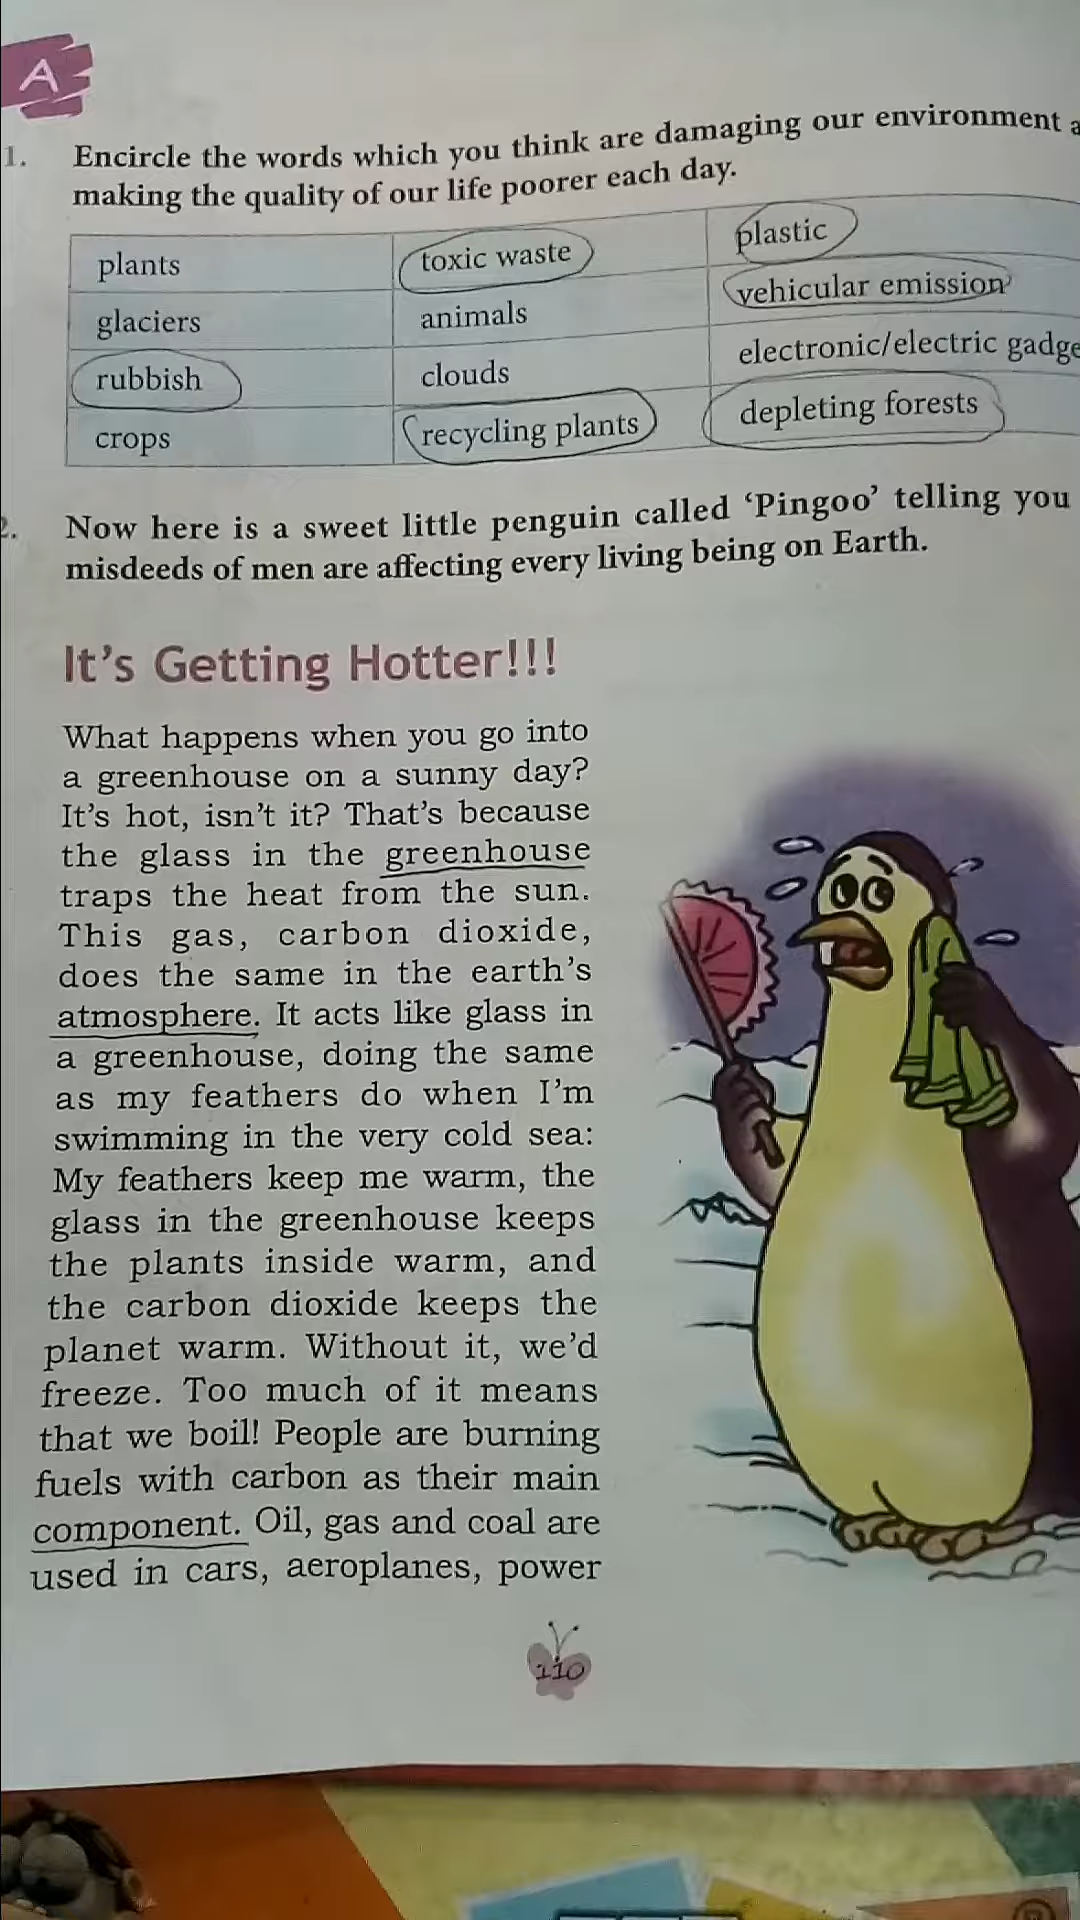 A
1. Encircle the words which you think are damaging our environment
making the quality of our life poorer each day.
plants toxic waste plastic
glaciers animals vehicular emission
rubbish clouds electronic/electric gadge
crops recycling plants depleting forests
2. Now here is a sweet little penguin called ‘Pingoo’ telling you
misdeeds of men are affecting every living being on Earth.
It’s Getting Hotter!!!
What happens when you go into
a greenhouse on a sunny day?
It’s hot, isn’t it? That’s because
the glass in the greenhouse
traps the heat from the sun.
This gas, carbon dioxide,
does the same in the earth’s
atmosphere. It acts like glass in
a greenhouse, doing the same
as my feathers do when I’m
swimming in the very cold sea:
My feathers keep me warm, the
glass in the greenhouse keeps
the plants inside warm, and
the carbon dioxide keeps the
planet warm. Without it, we’d
freeze. Too much of it means
that we boil! People are burning
fuels with carbon as their main
component. Oil, gas and coal are
used in cars, aeroplanes, power
110